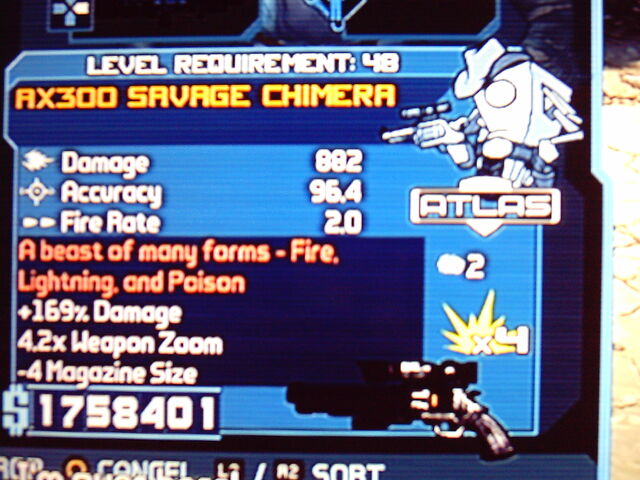 LEVEL REQUIREMENT: 48
AX300 SAVAGE CHIMERA
Damage 882
Accuracy 96.4
Fire Rate 2.0
ATLAS
A beast of many forms - Fire,
Lightning, and Poison
2
+169% Damage
4.2x Weapon Zoom
x4
-4 Magazine Size
$1758401
CANCEL / R2 SORT